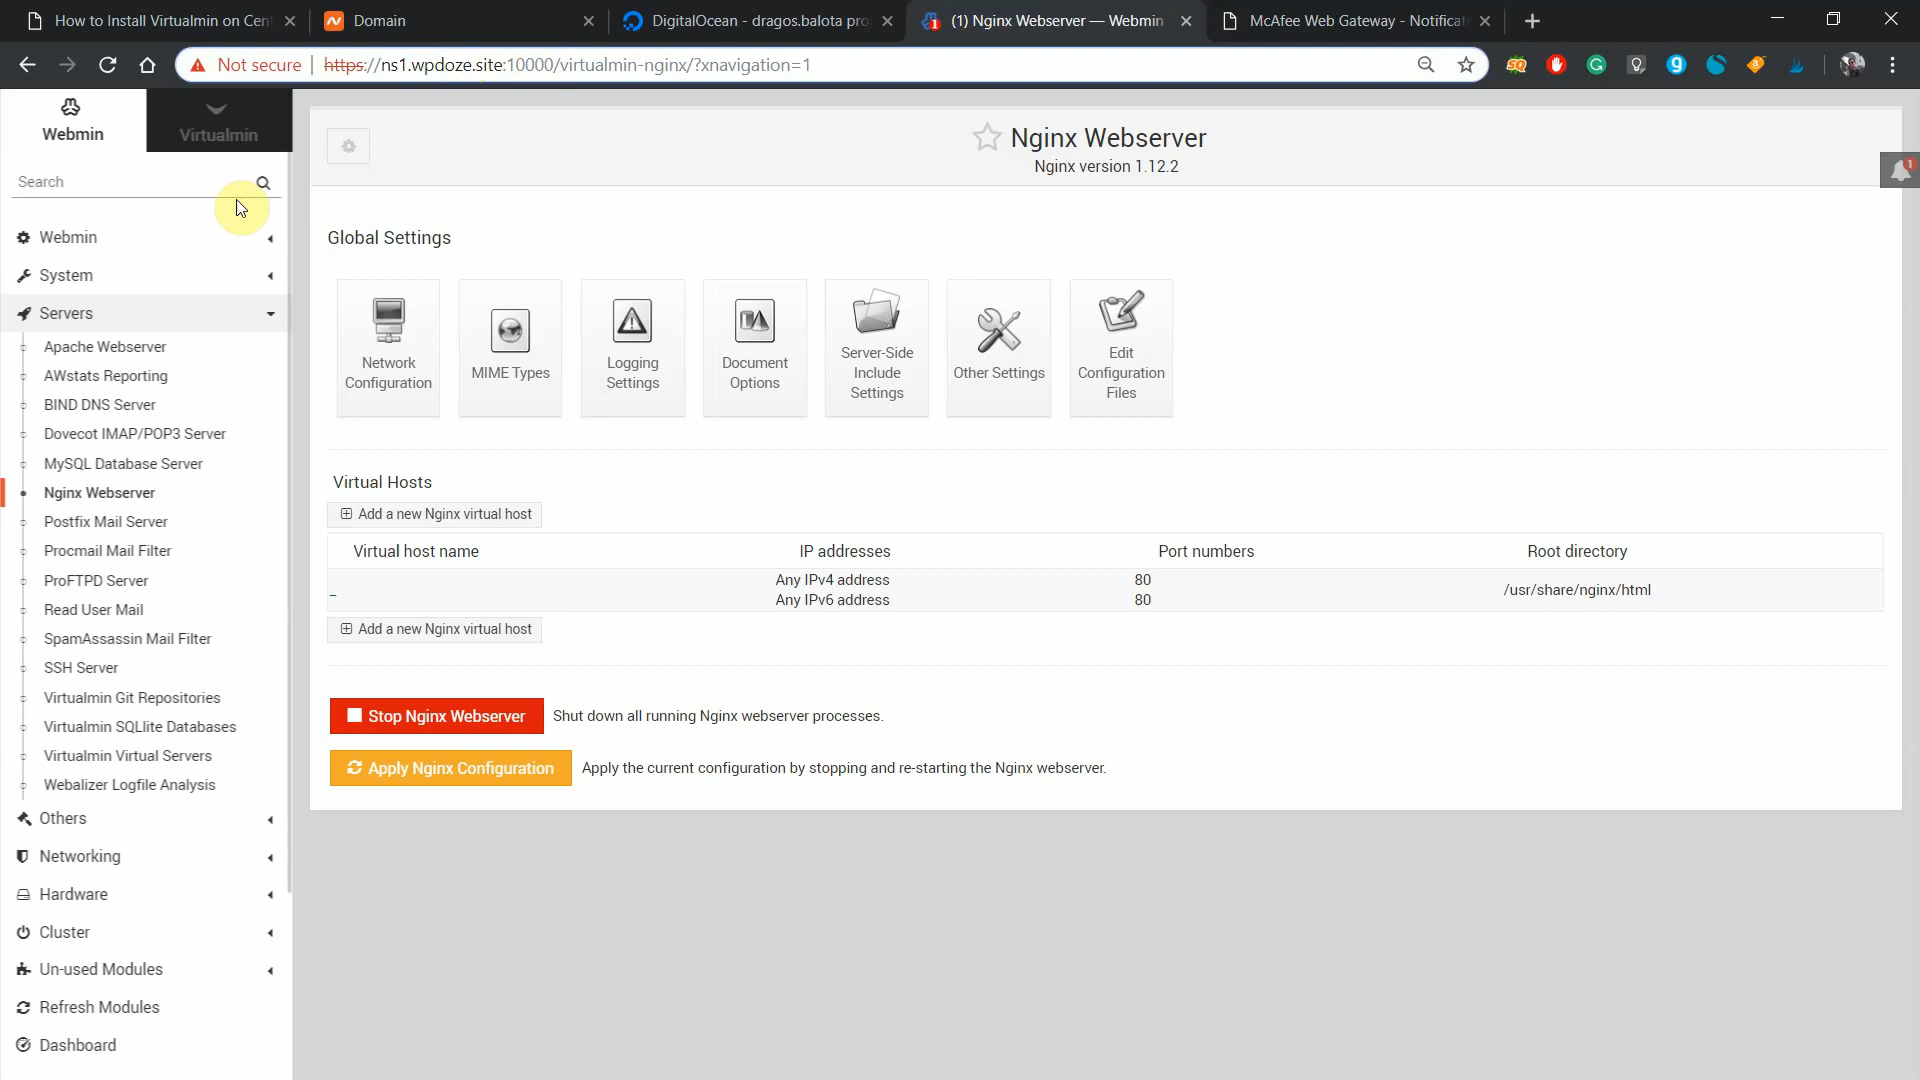 How to Install Virtualmin on Cen
Domain
DigitalOcean - dragos.balota pro
(1) Nginx Webserver — Webmin
McAfee Web Gateway - Notificat
Not secure
https://ns1.wpdoze.site:10000/virtualmin-nginx/?xnavigation=1
Webmin
Virtualmin
Search
Webmin
System
Servers
Apache Webserver
AWstats Reporting
BIND DNS Server
Dovecot IMAP/POP3 Server
MySQL Database Server
Nginx Webserver
Postfix Mail Server
Procmail Mail Filter
ProFTPD Server
Read User Mail
SpamAssassin Mail Filter
SSH Server
Virtualmin Git Repositories
Virtualmin SQLlite Databases
Virtualmin Virtual Servers
Webalizer Logfile Analysis
Others
Networking
Hardware
Cluster
Un-used Modules
Refresh Modules
Dashboard
Nginx Webserver
Nginx version 1.12.2
1
Global Settings
Network
Configuration
MIME Types
Logging
Settings
Document
Options
Server-Side
Include
Settings
Other Settings
Edit
Configuration
Files
Virtual Hosts
Add a new Nginx virtual host
Virtual host name IP addresses Port numbers Root directory
_ Any IPv4 address 80 /usr/share/nginx/html
Any IPv6 address 80
Add a new Nginx virtual host
Stop Nginx Webserver Shut down all running Nginx webserver processes.
Apply Nginx Configuration Apply the current configuration by stopping and re-starting the Nginx webserver.